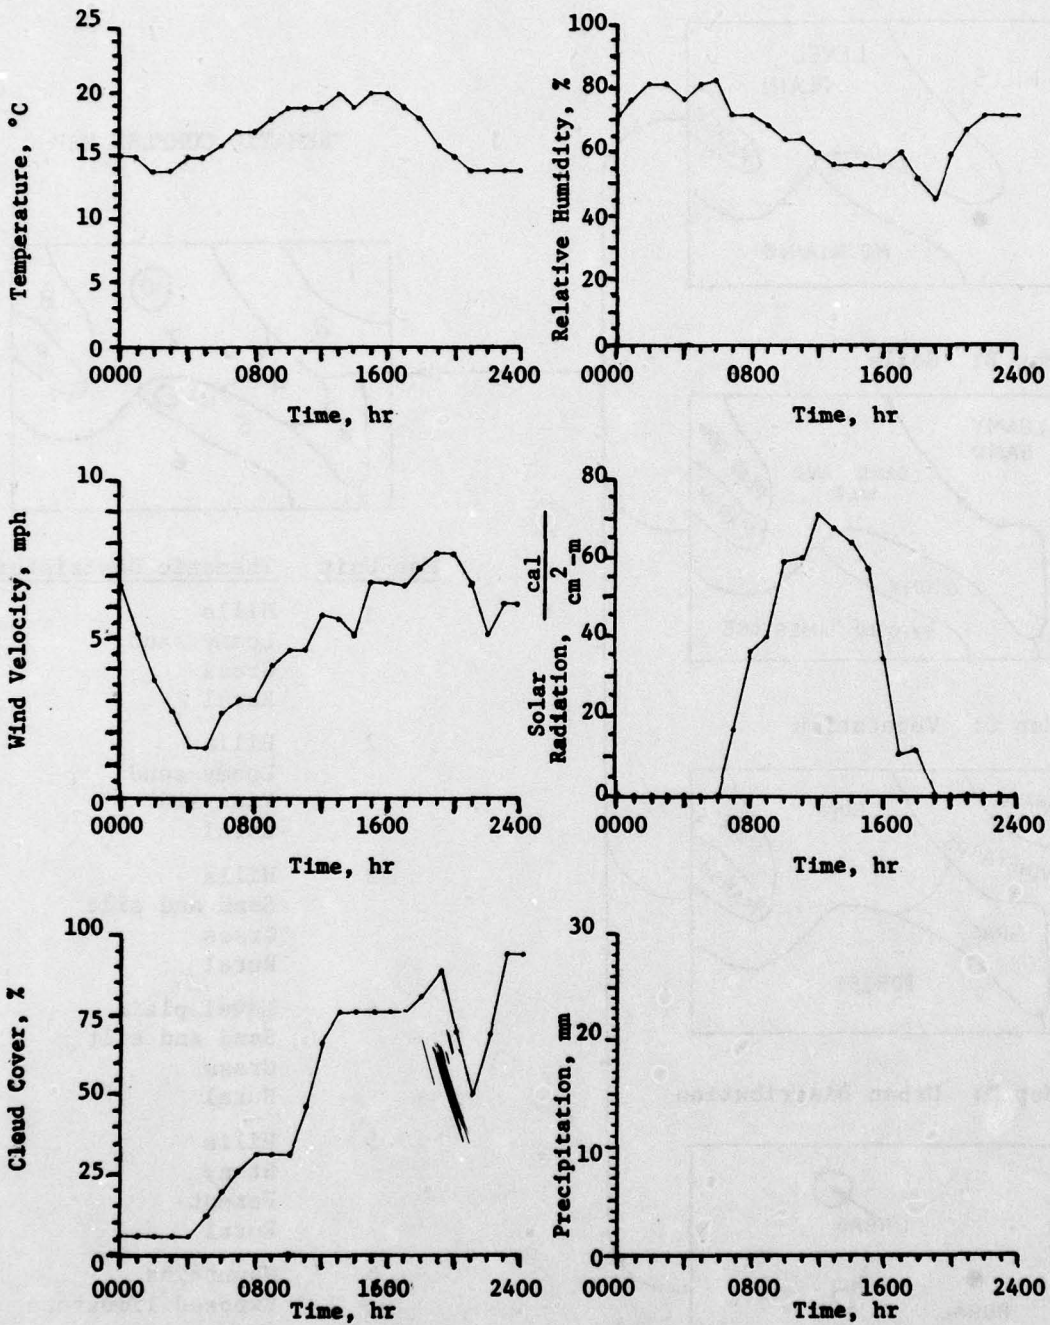 25
20
15
10
5
0
Temperature, °C
0000 0800 1600 2400
Time, hr
100
80
60
40
20
0
Relative Humidity, %
0000 0800 1600 2400
Time, hr
10
5
0
Wind Velocity, mph
0000 0800 1600 2400
Time, hr
80
60
40
20
0
Solar
Radiation, cal
cm²-m
0000 0800 1600 2400
Time, hr
100
75
50
25
0
Cloud Cover, %
0000 0800 1600 2400
Time, hr
30
20
10
0
Precipitation, mm
0000 0800 1600 2400
Time, hr